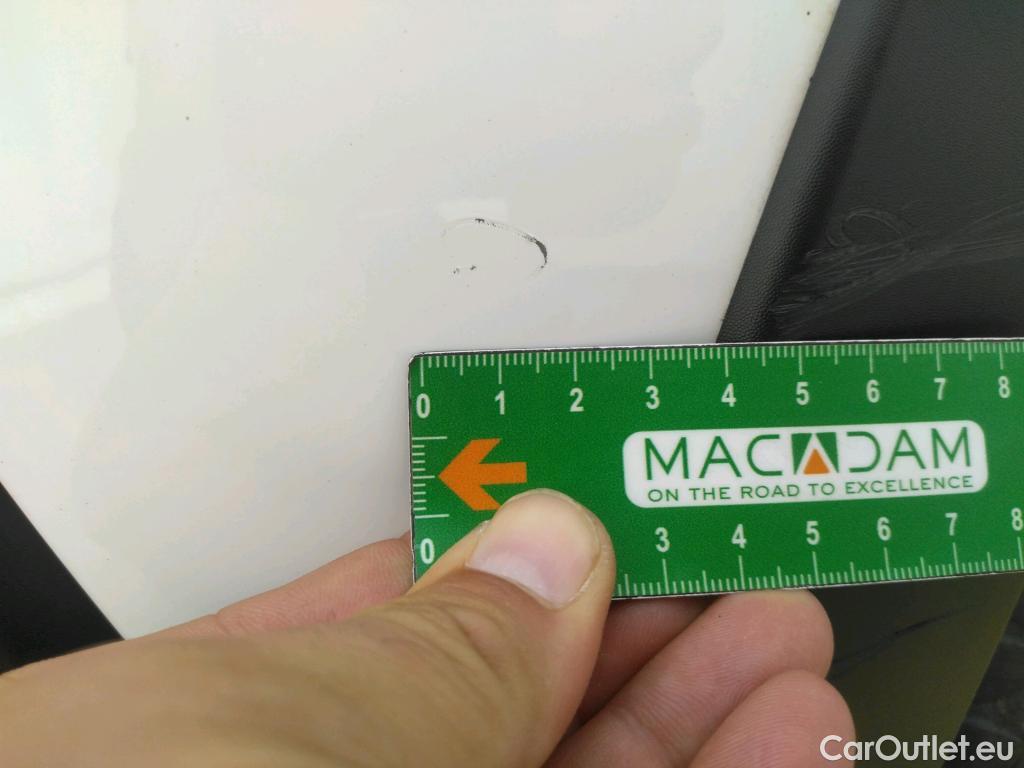 0 1 2 3 4 5 6 7 8
MACADAM
ON THE ROAD TO EXCELLENCE
0 3 4 5 6 7 8
CarOutlet.eu